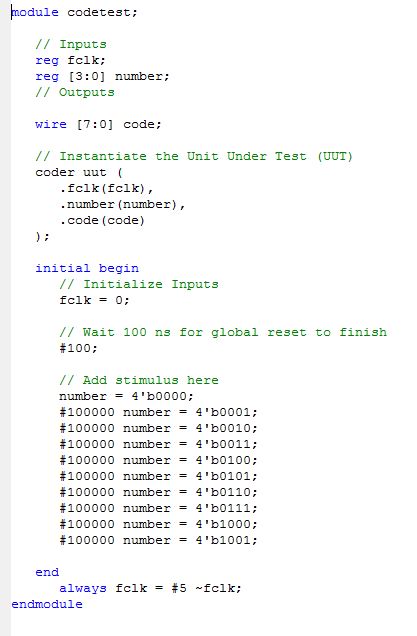 module codetest;
// Inputs
reg fclk;
reg [3:0] number;
// Outputs
wire [7:0] code;
// Instantiate the Unit Under Test (UUT)
coder uut (
.fclk(fclk),
.number(number),
.code(code)
);
initial begin
// Initialize Inputs
fclk = 0;
// Wait 100 ns for global reset to finish
#100;
// Add stimulus here
number = 4'b0000;
#100000 number = 4'b0001;
#100000 number = 4'b0010;
#100000 number = 4'b0011;
#100000 number = 4'b0100;
#100000 number = 4'b0101;
#100000 number = 4'b0110;
#100000 number = 4'b0111;
#100000 number = 4'b1000;
#100000 number = 4'b1001;
end
always fclk = #5 ~fclk;
endmodule